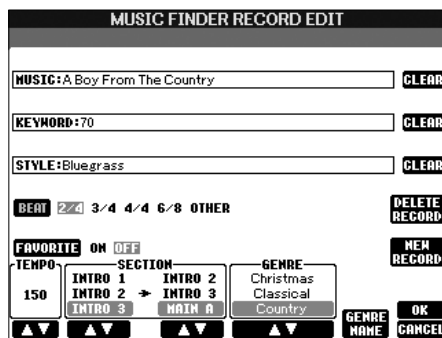 MUSIC FINDER RECORD EDIT
MUSIC:A Boy From The Country CLEAR
KEYWORD:70 CLEAR
STYLE:Bluegrass CLEAR
BEAT 2/4 3/4 4/4 6/8 OTHER
DELETE RECORD
FAVORITE ON OFF
NEW RECORD
TEMPO SECTION GENRE
INTRO 1 INTRO 2 Christmas
150 INTRO 2 → INTRO 3 Classical
INTRO 3 MAIN A Country
GENRE NAME
OK
CANCEL